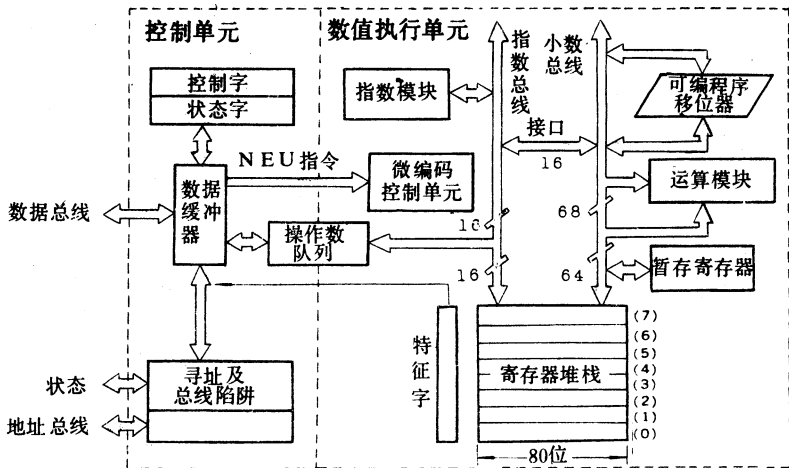 控制单元
数值执行单元
控制字
状态字
指数模块
指数总线
小数总线
可编程序
移位器
接口
16
NEU指令
微编码
控制单元
运算模块
数据总线
数据
缓冲
器
操作数
队列
16
68
16
64
暂存寄存器
特征字
寄存器堆栈
(7)
(6)
(5)
(4)
(3)
(2)
(1)
(0)
状态
寻址及
总线陷阱
地址总线
80位